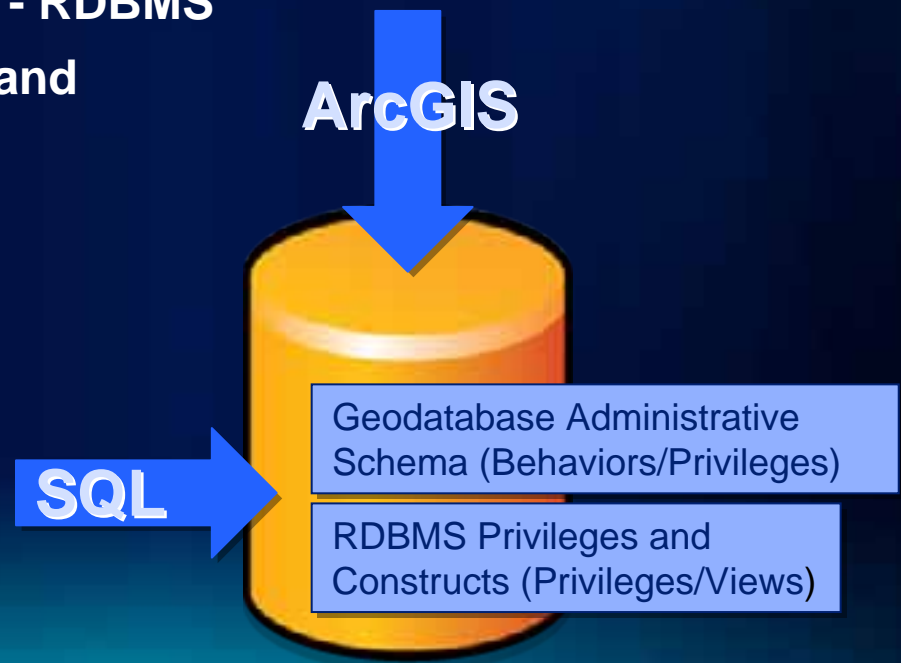 - RDBMS
and
ArcGIS
Geodatabase Administrative
Schema (Behaviors/Privileges)
SQL
RDBMS Privileges and
Constructs (Privileges/Views)